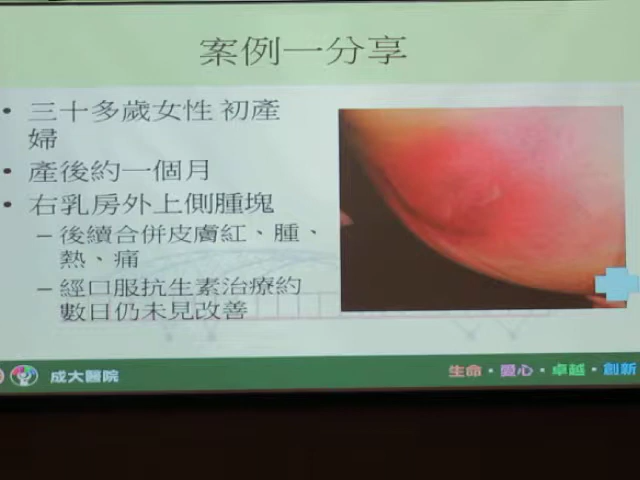 案例一分享
• 三十多歲女性 初產
婦
• 產後約一個月
• 右乳房外上側腫塊
– 後續合併皮膚紅、腫、
熱、痛
– 經口服抗生素治療約
數日仍未見改善
成大醫院
生命·愛心·卓越·創新